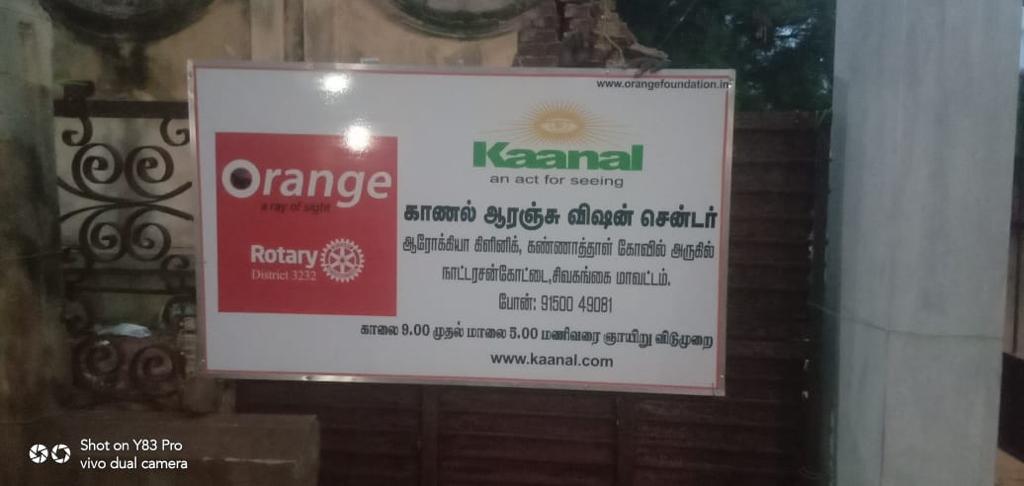 www.orangefoundation.in
Orange
a ray of sight
Rotary
District 3232
Kaanal
an act for seeing
காணல் ஆரஞ்சு விஷன் சென்டர்
ஆரோக்கியா கிளினிக், கண்ணாத்தாள் கோவில் அருகில்
நாட்டரசன்கோட்டை,சிவகங்கை மாவட்டம்.
போன்: 91500 49081
காலை 9.00 முதல் மாலை 5.00 மணிவரை ஞாயிறு விடுமுறை
www.kaanal.com
Shot on Y83 Pro
vivo dual camera